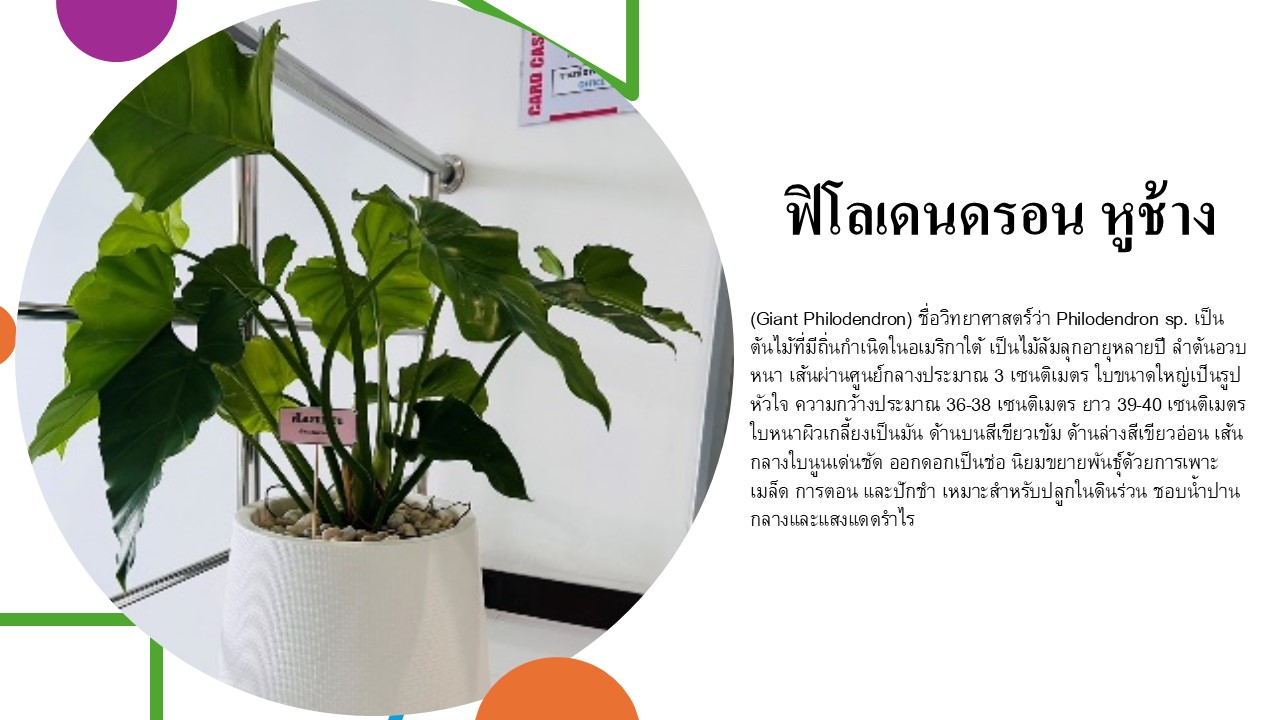 CARD CAS
ฟิโลเดนดรอน หูช้าง
(Giant Philodendron) ชื่อวิทยาศาสตร์ว่า Philodendron sp. เป็น
ต้นไม้ที่มีถิ่นกำเนิดในอเมริกาใต้ เป็นไม้ล้มลุกอายุหลายปี ลำต้นอวบ
หนา เส้นผ่านศูนย์กลางประมาณ 3 เซนติเมตร ใบขนาดใหญ่เป็นรูป
หัวใจ ความกว้างประมาณ 36-38 เซนติเมตร ยาว 39-40 เซนติเมตร
ใบหนาผิวเกลี้ยงเป็นมัน ด้านบนสีเขียวเข้ม ด้านล่างสีเขียวอ่อน เส้น
กลางใบนูนเด่นชัด ออกดอกเป็นช่อ นิยมขยายพันธุ์ด้วยการเพาะ
เมล็ด การตอน และปักชำ เหมาะสำหรับปลูกในดินร่วน ชอบน้ำปาน
กลางและแสงแดดรำไร